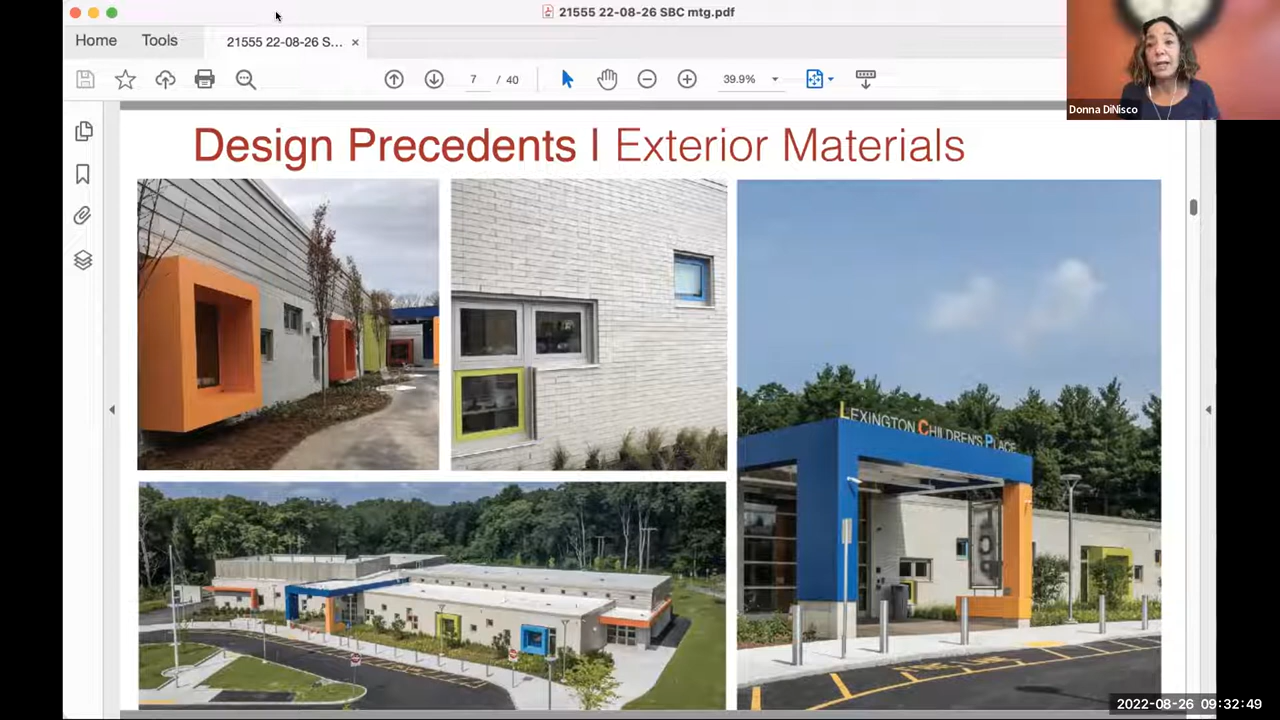 21555 22-08-26 SBC mtg.pdf
Home
Tools
21555 22-08-26 S... ×
7 / 40
39.9%
Donna DiNisco
Design Precedents | Exterior Materials
LEXINGTON CHILDREN'S PLACE
2022-08-26 09:32:49